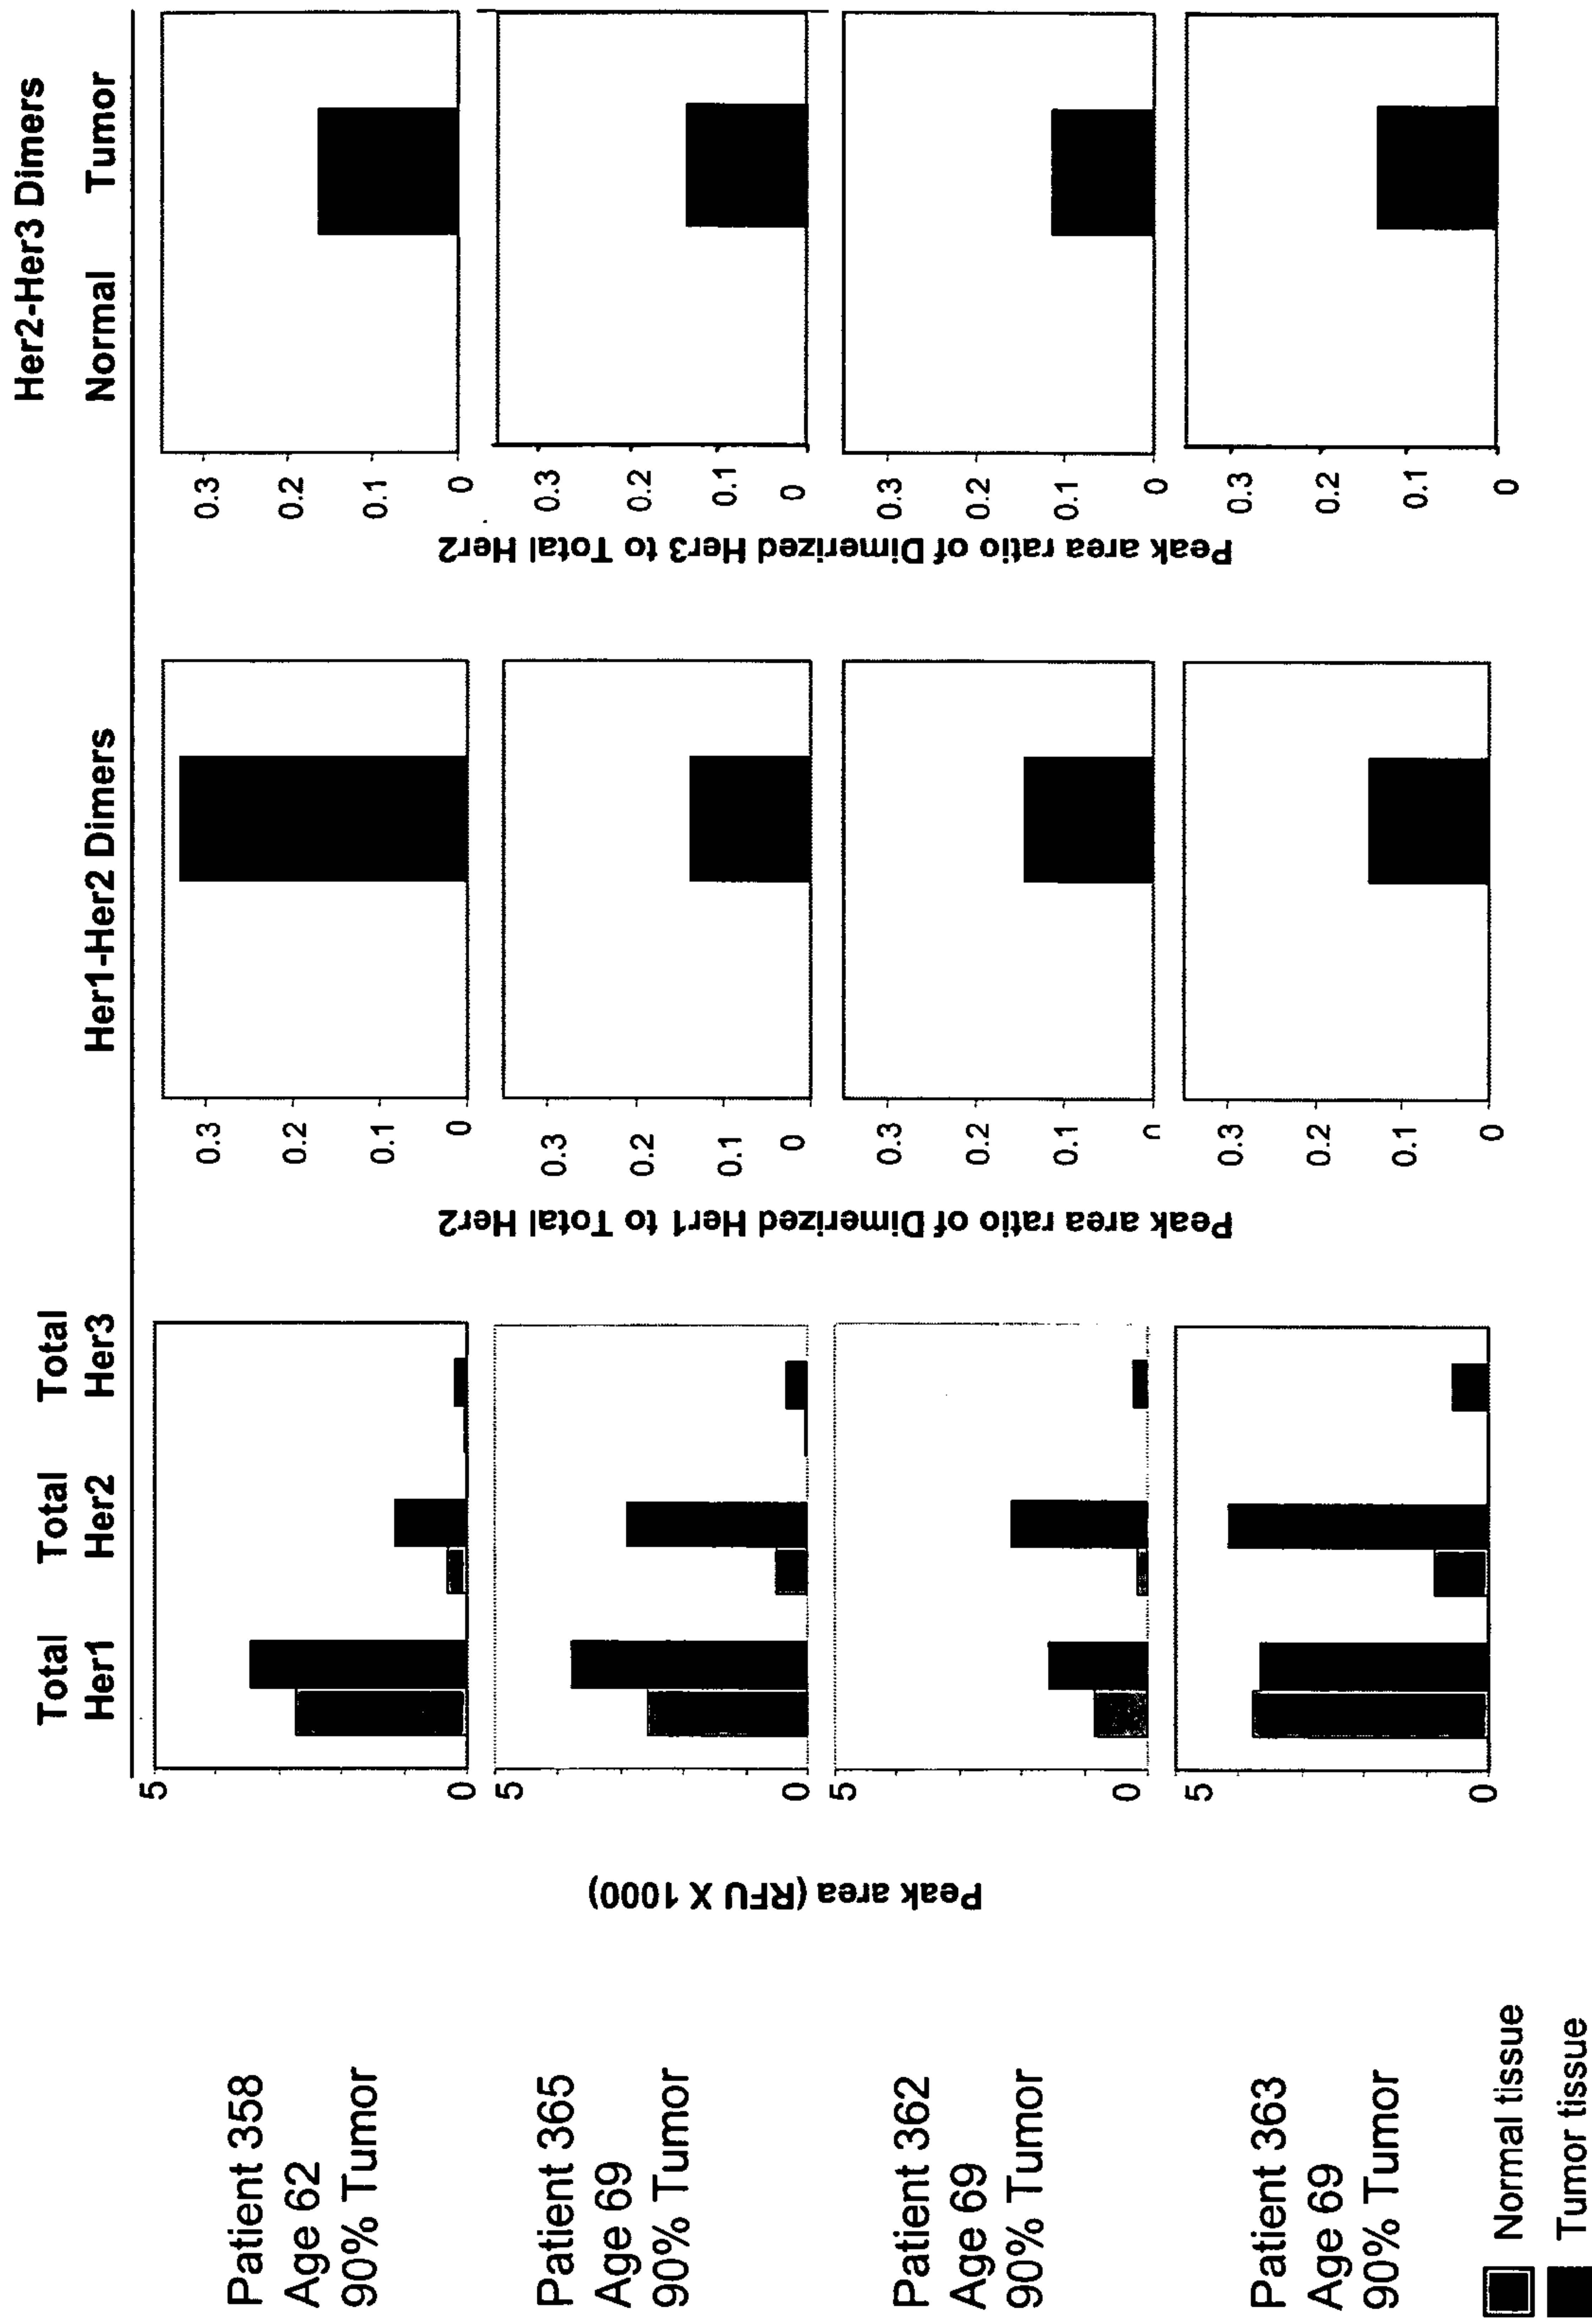 Her2-Her3 Dimers
Total Total Total
Her1 Her2 Her3
Her1-Her2 Dimers
Normal Tumor
Patient 358
Age 62
90% Tumor
5
0
0.3
0.2
0.1
0
0.3
0.2
0.1
0
Patient 365
Age 69
90% Tumor
5
0
0.3
0.2
0.1
0
0.3
0.2
0.1
0
Patient 362
Age 69
90% Tumor
5
0
0.3
0.2
0.1
0.3
0.2
0.1
0
Patient 363
Age 69
90% Tumor
5
0
0.3
0.2
0.1
0
0.3
0.2
0.1
0
Peak area (RFU X 1000)
Peak area ratio of Dimerized Her1 to Total Her2
Peak area ratio of Dimerized Her3 to Total Her2
Normal tissue
Tumor tissue